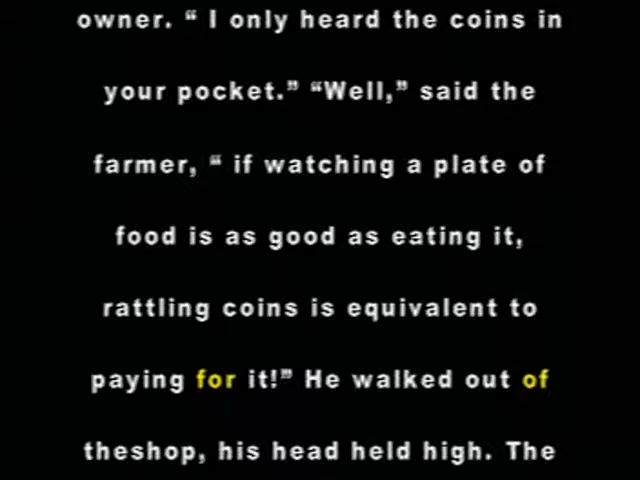 owner. “ I only heard the coins in
your pocket.” “Well,” said the
farmer, “ if watching a plate of
food is as good as eating it,
rattling coins is equivalent to
paying for it!” He walked out of
theshop, his head held high. The